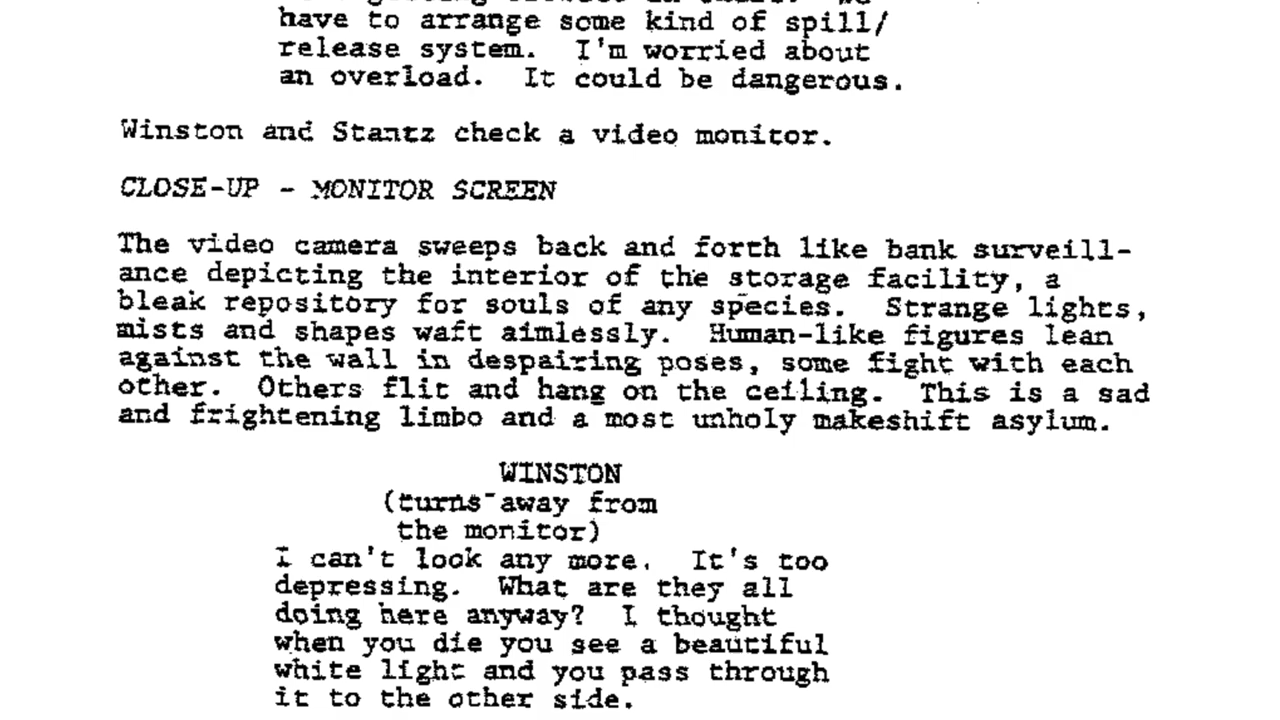 have to arrange some kind of spill/
release system. I'm worried about
an overload. It could be dangerous.
Winston and Stantz check a video monitor.
CLOSE-UP - MONITOR SCREEN
The video camera sweeps back and forth like bank surveill-
ance depicting the interior of the storage facility, a
bleak repository for souls of any species. Strange lights,
mists and shapes waft aimlessly. Human-like figures lean
against the wall in despairing poses, some fight with each
other. Others flit and hang on the ceiling. This is a sad
and frightening limbo and a most unholy makeshift asylum.
WINSTON
(turns away from
the monitor)
I can't look any more. It's too
depressing. What are they all
doing here anyway? I thought
when you die you see a beautiful
white light and you pass through
it to the other side.